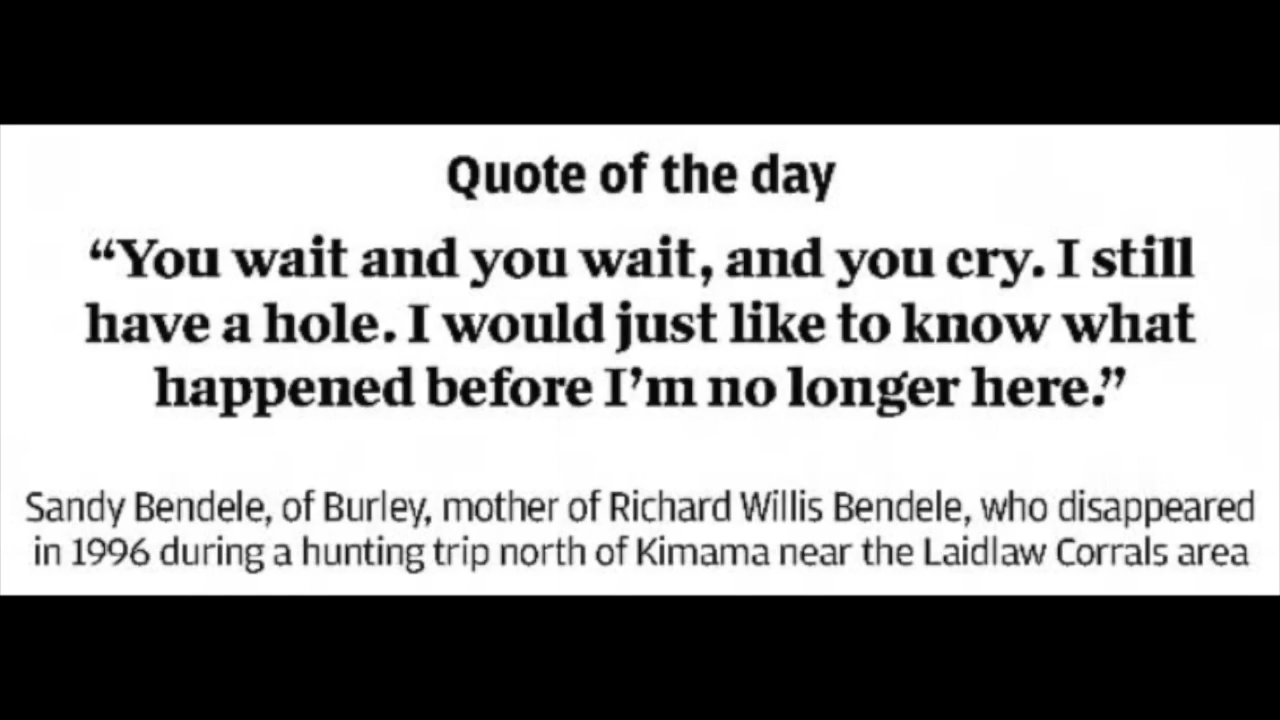 Quote of the day
“You wait and you wait, and you cry. I still
have a hole. I would just like to know what
happened before I’m no longer here.”
Sandy Bendele, of Burley, mother of Richard Willis Bendele, who disappeared
in 1996 during a hunting trip north of Kimama near the Laidlaw Corrals area